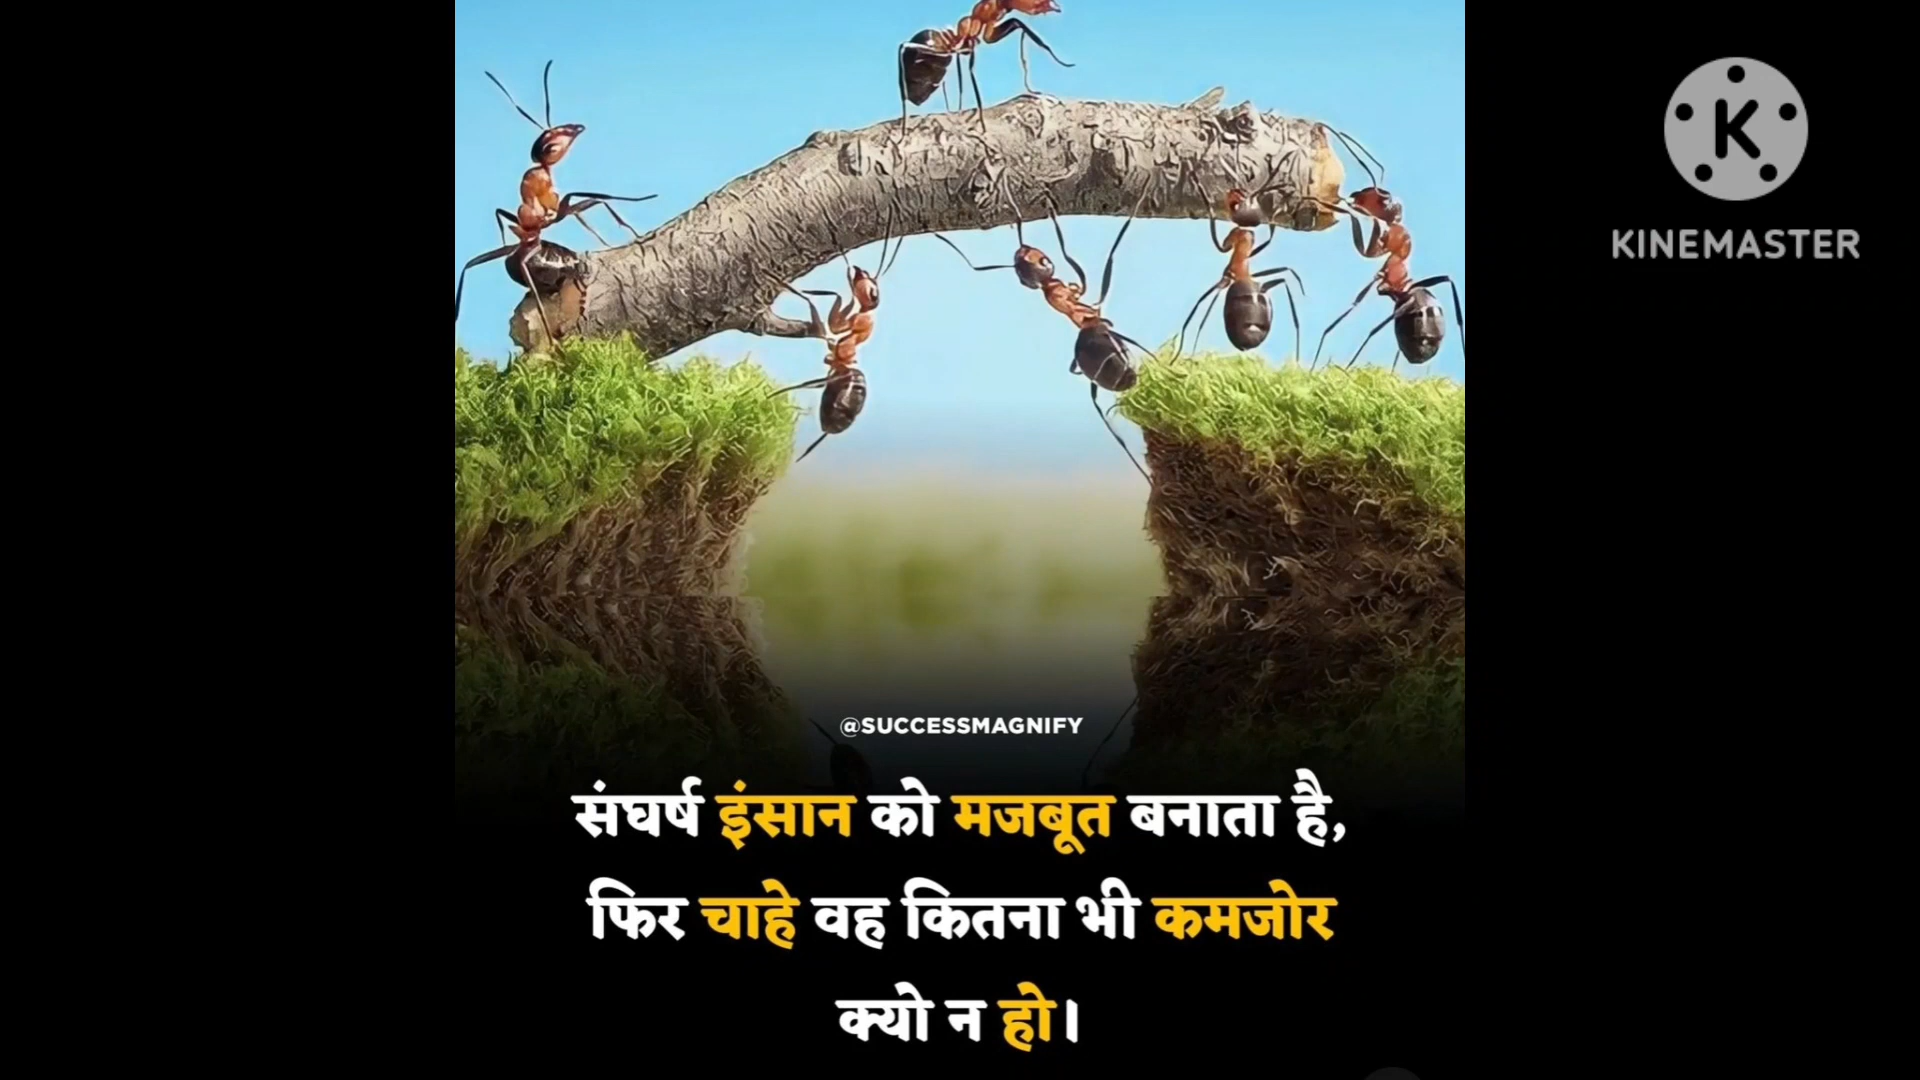 KINEMASTER
@SUCCESSMAGNIFY
संघर्ष इंसान को मजबूत बनाता है,
फिर चाहे वह कितना भी कमजोर
क्यो न हो।